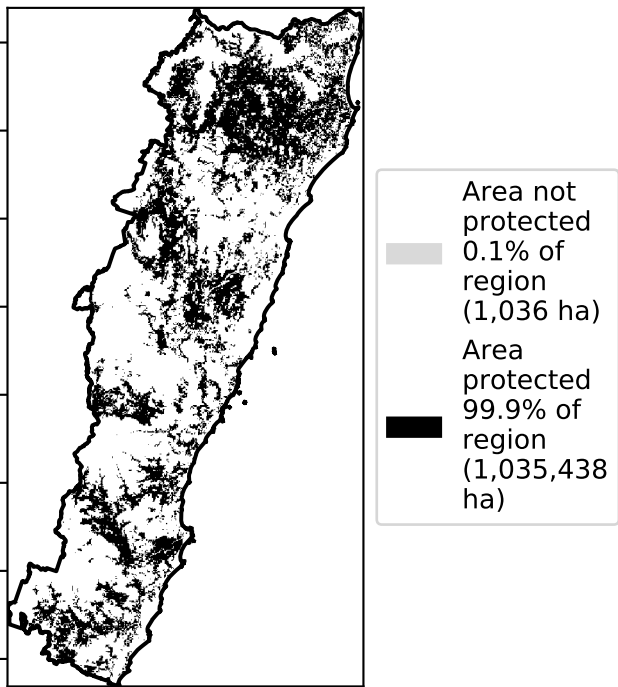 Area not
protected
0.1% of
region
(1,036 ha)
Area
protected
99.9% of
region
(1,035,438
ha)